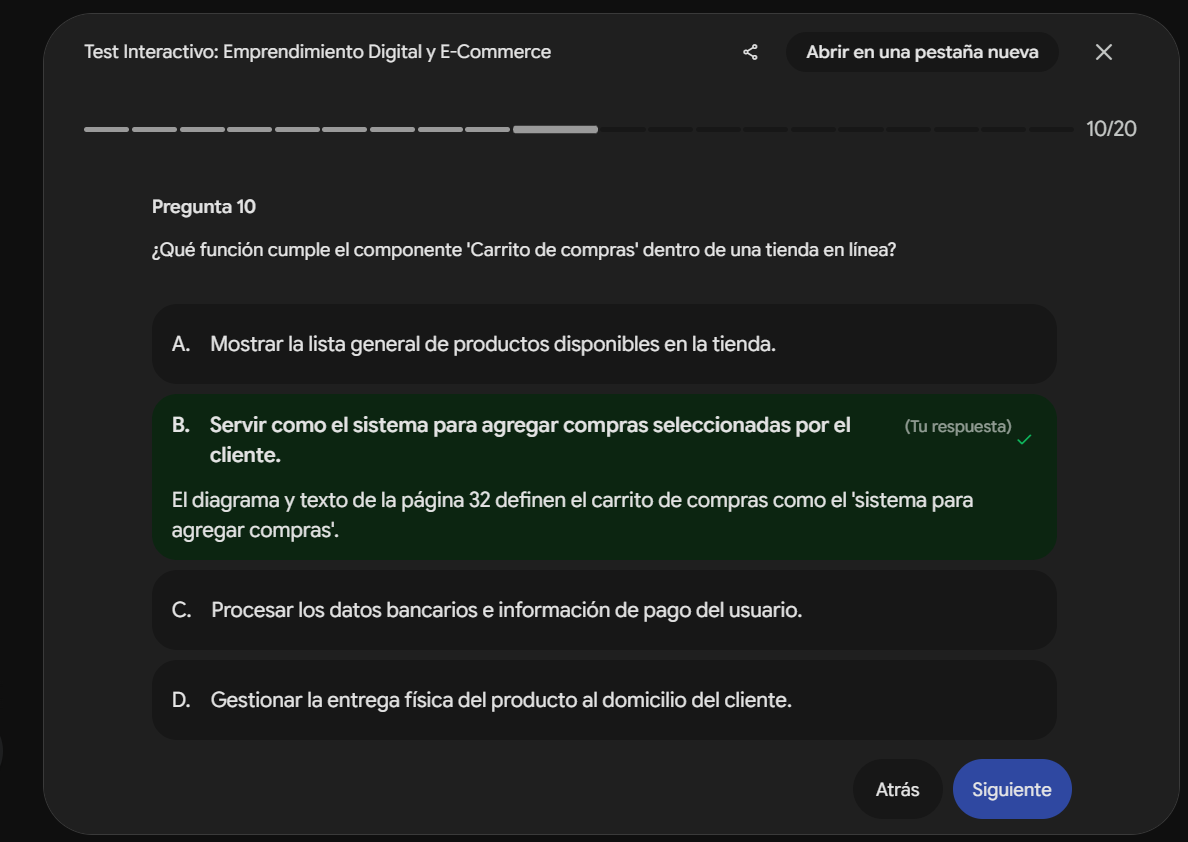 Test Interactivo: Emprendimiento Digital y E-Commerce
Abrir en una pestaña nueva
10/20
Pregunta 10
¿Qué función cumple el componente 'Carrito de compras' dentro de una tienda en línea?
A. Mostrar la lista general de productos disponibles en la tienda.
B. Servir como el sistema para agregar compras seleccionadas por el
cliente.
(Tu respuesta)
El diagrama y texto de la página 32 definen el carrito de compras como el 'sistema para
agregar compras'.
C. Procesar los datos bancarios e información de pago del usuario.
D. Gestionar la entrega física del producto al domicilio del cliente.
Atrás
Siguiente